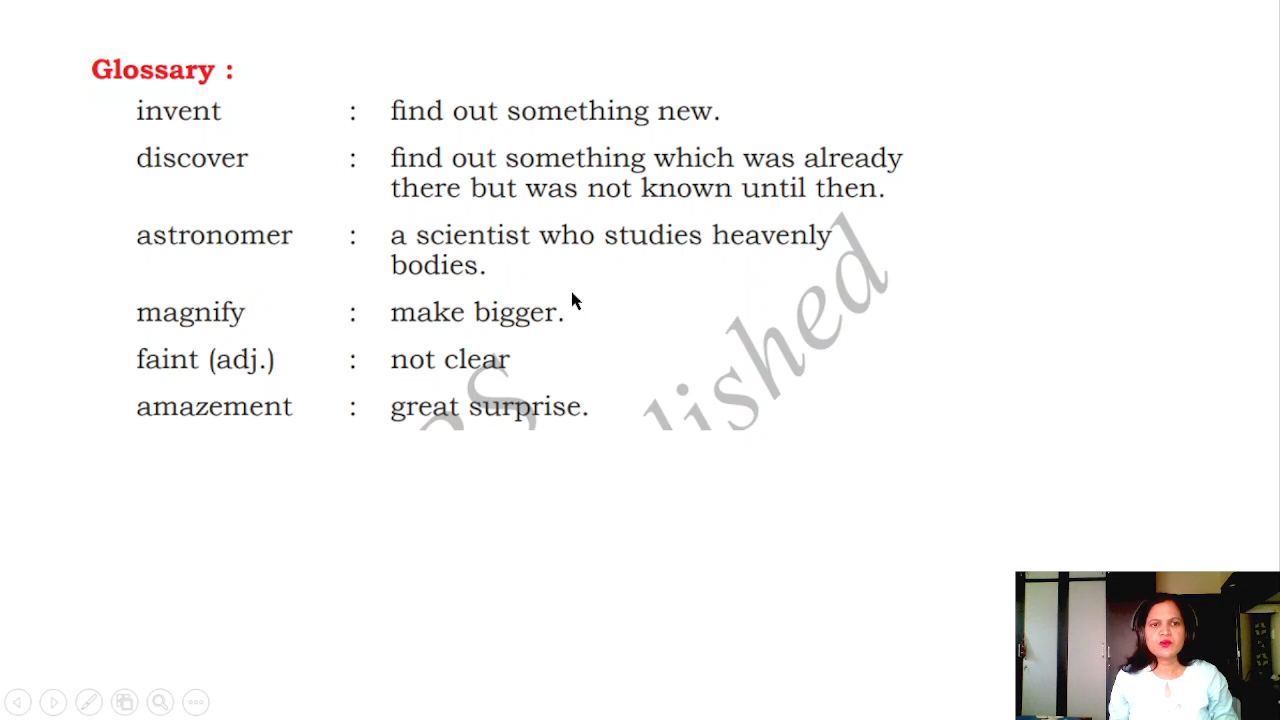 Glossary :
invent : find out something new.
discover : find out something which was already
there but was not known until then.
astronomer : a scientist who studies heavenly
bodies.
magnify : make bigger.
faint (adj.) : not clear
amazement : great surprise.